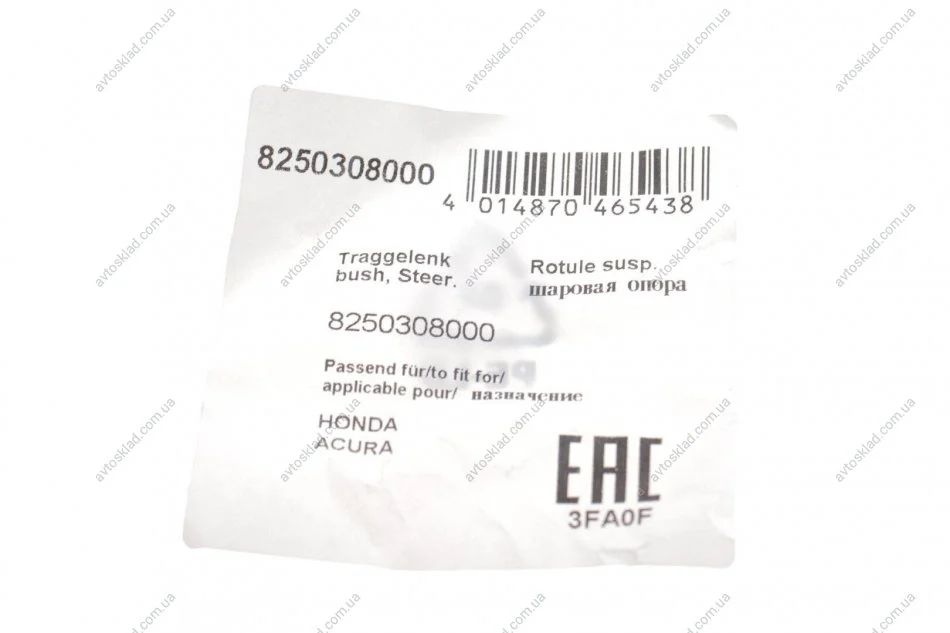 8250308000
4 014870 465438
Traggelenk
bush, Steer.
Rotule susp.
шаровая опора
8250308000
Passend für/to fit for/
applicable pour/ назначение
HONDA
ACURA
EAC
3FA0F
avtosklad.com.ua